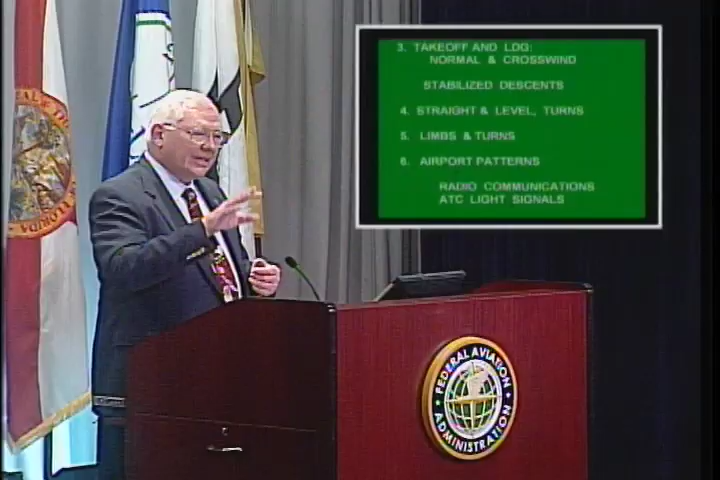 3. TAKEOFF AND LDG:
NORMAL & CROSSWIND
STABILIZED DESCENTS
4. STRAIGHT & LEVEL, TURNS
5. LIMBS & TURNS
6. AIRPORT PATTERNS
RADIO COMMUNICATIONS
ATC LIGHT SIGNALS
FEDERAL AVIATION
ADMINISTRATION